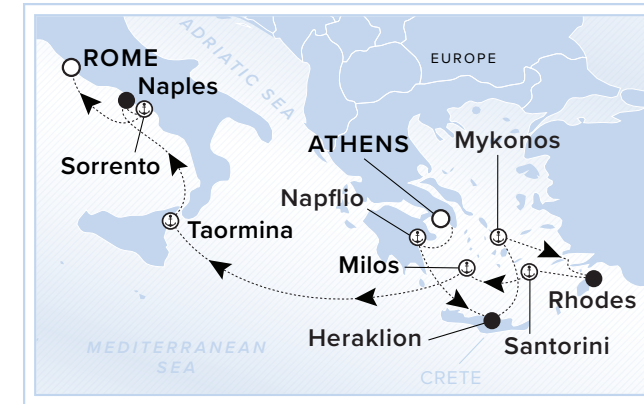 ADRIATIC SEA
EUROPE
ROME
Naples
ATHENS
Mykonos
Sorrento
Napflio
Taormina
Milos
Rhodes
Heraklion
Santorini
MEDITERRANEAN
SEA
CRETE